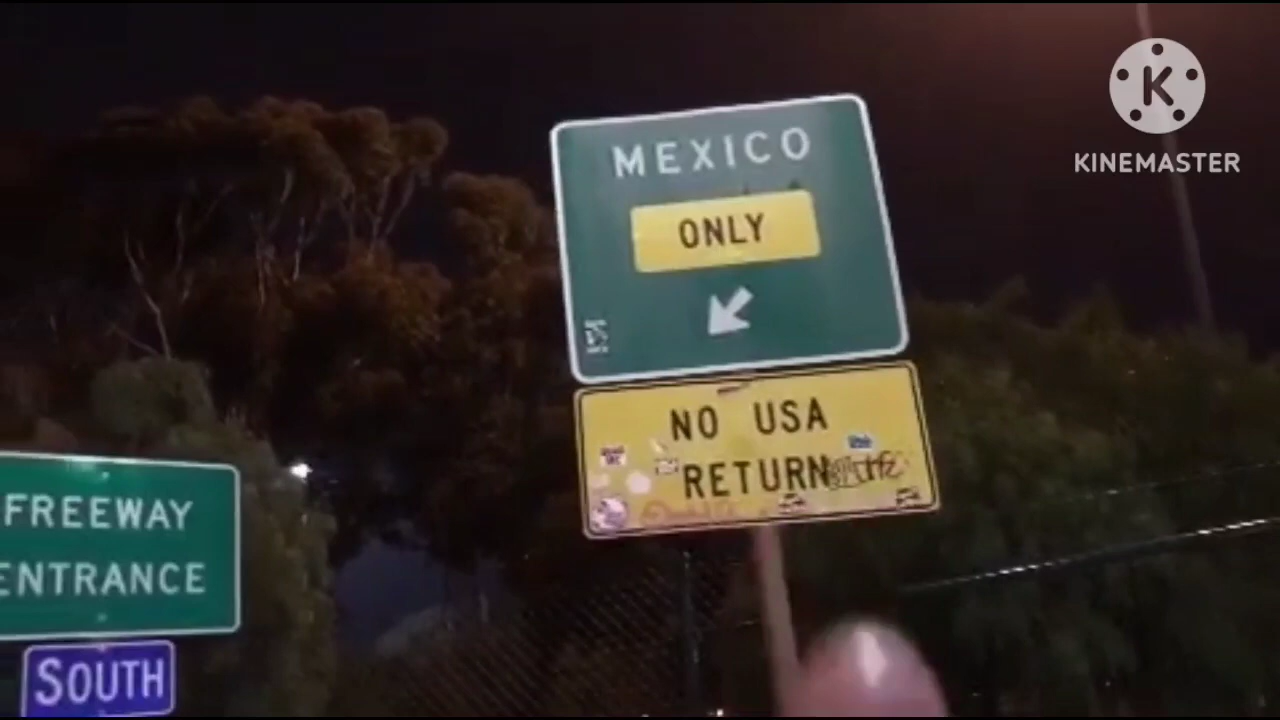 MEXICO
ONLY
NO USA
RETURN
FREEWAY
ENTRANCE
SOUTH
K
KINEMASTER